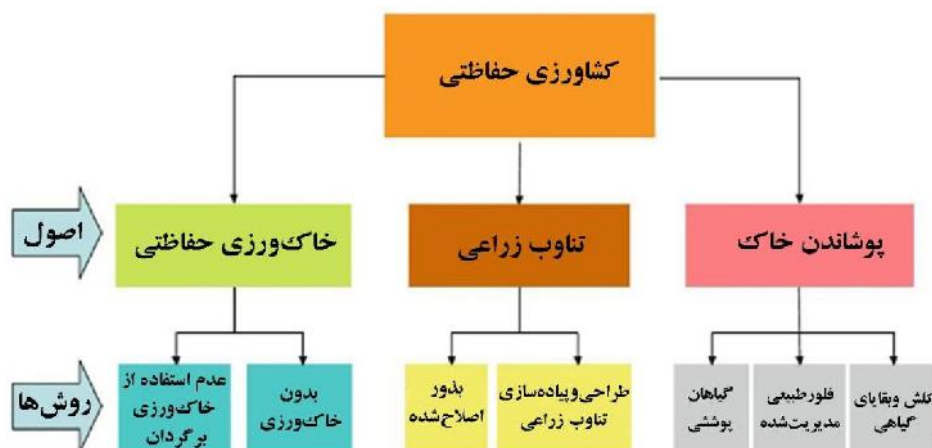 کشاورزی حفاظتی
اصول
پوشاندن خاک
تناوب زراعی
خاک‌ورزی حفاظتی
روش‌ها
کلش وبقایای
گیاهی
فلورطبیعی
مدیریت‌شده
گیاهان
پوششی
طراحی‌وپیاده‌سازی
تناوب زراعی
بذور
اصلاح‌شده
بدون
خاک‌ورزی
عدم استفاده از
خاک‌ورزی
برگردان